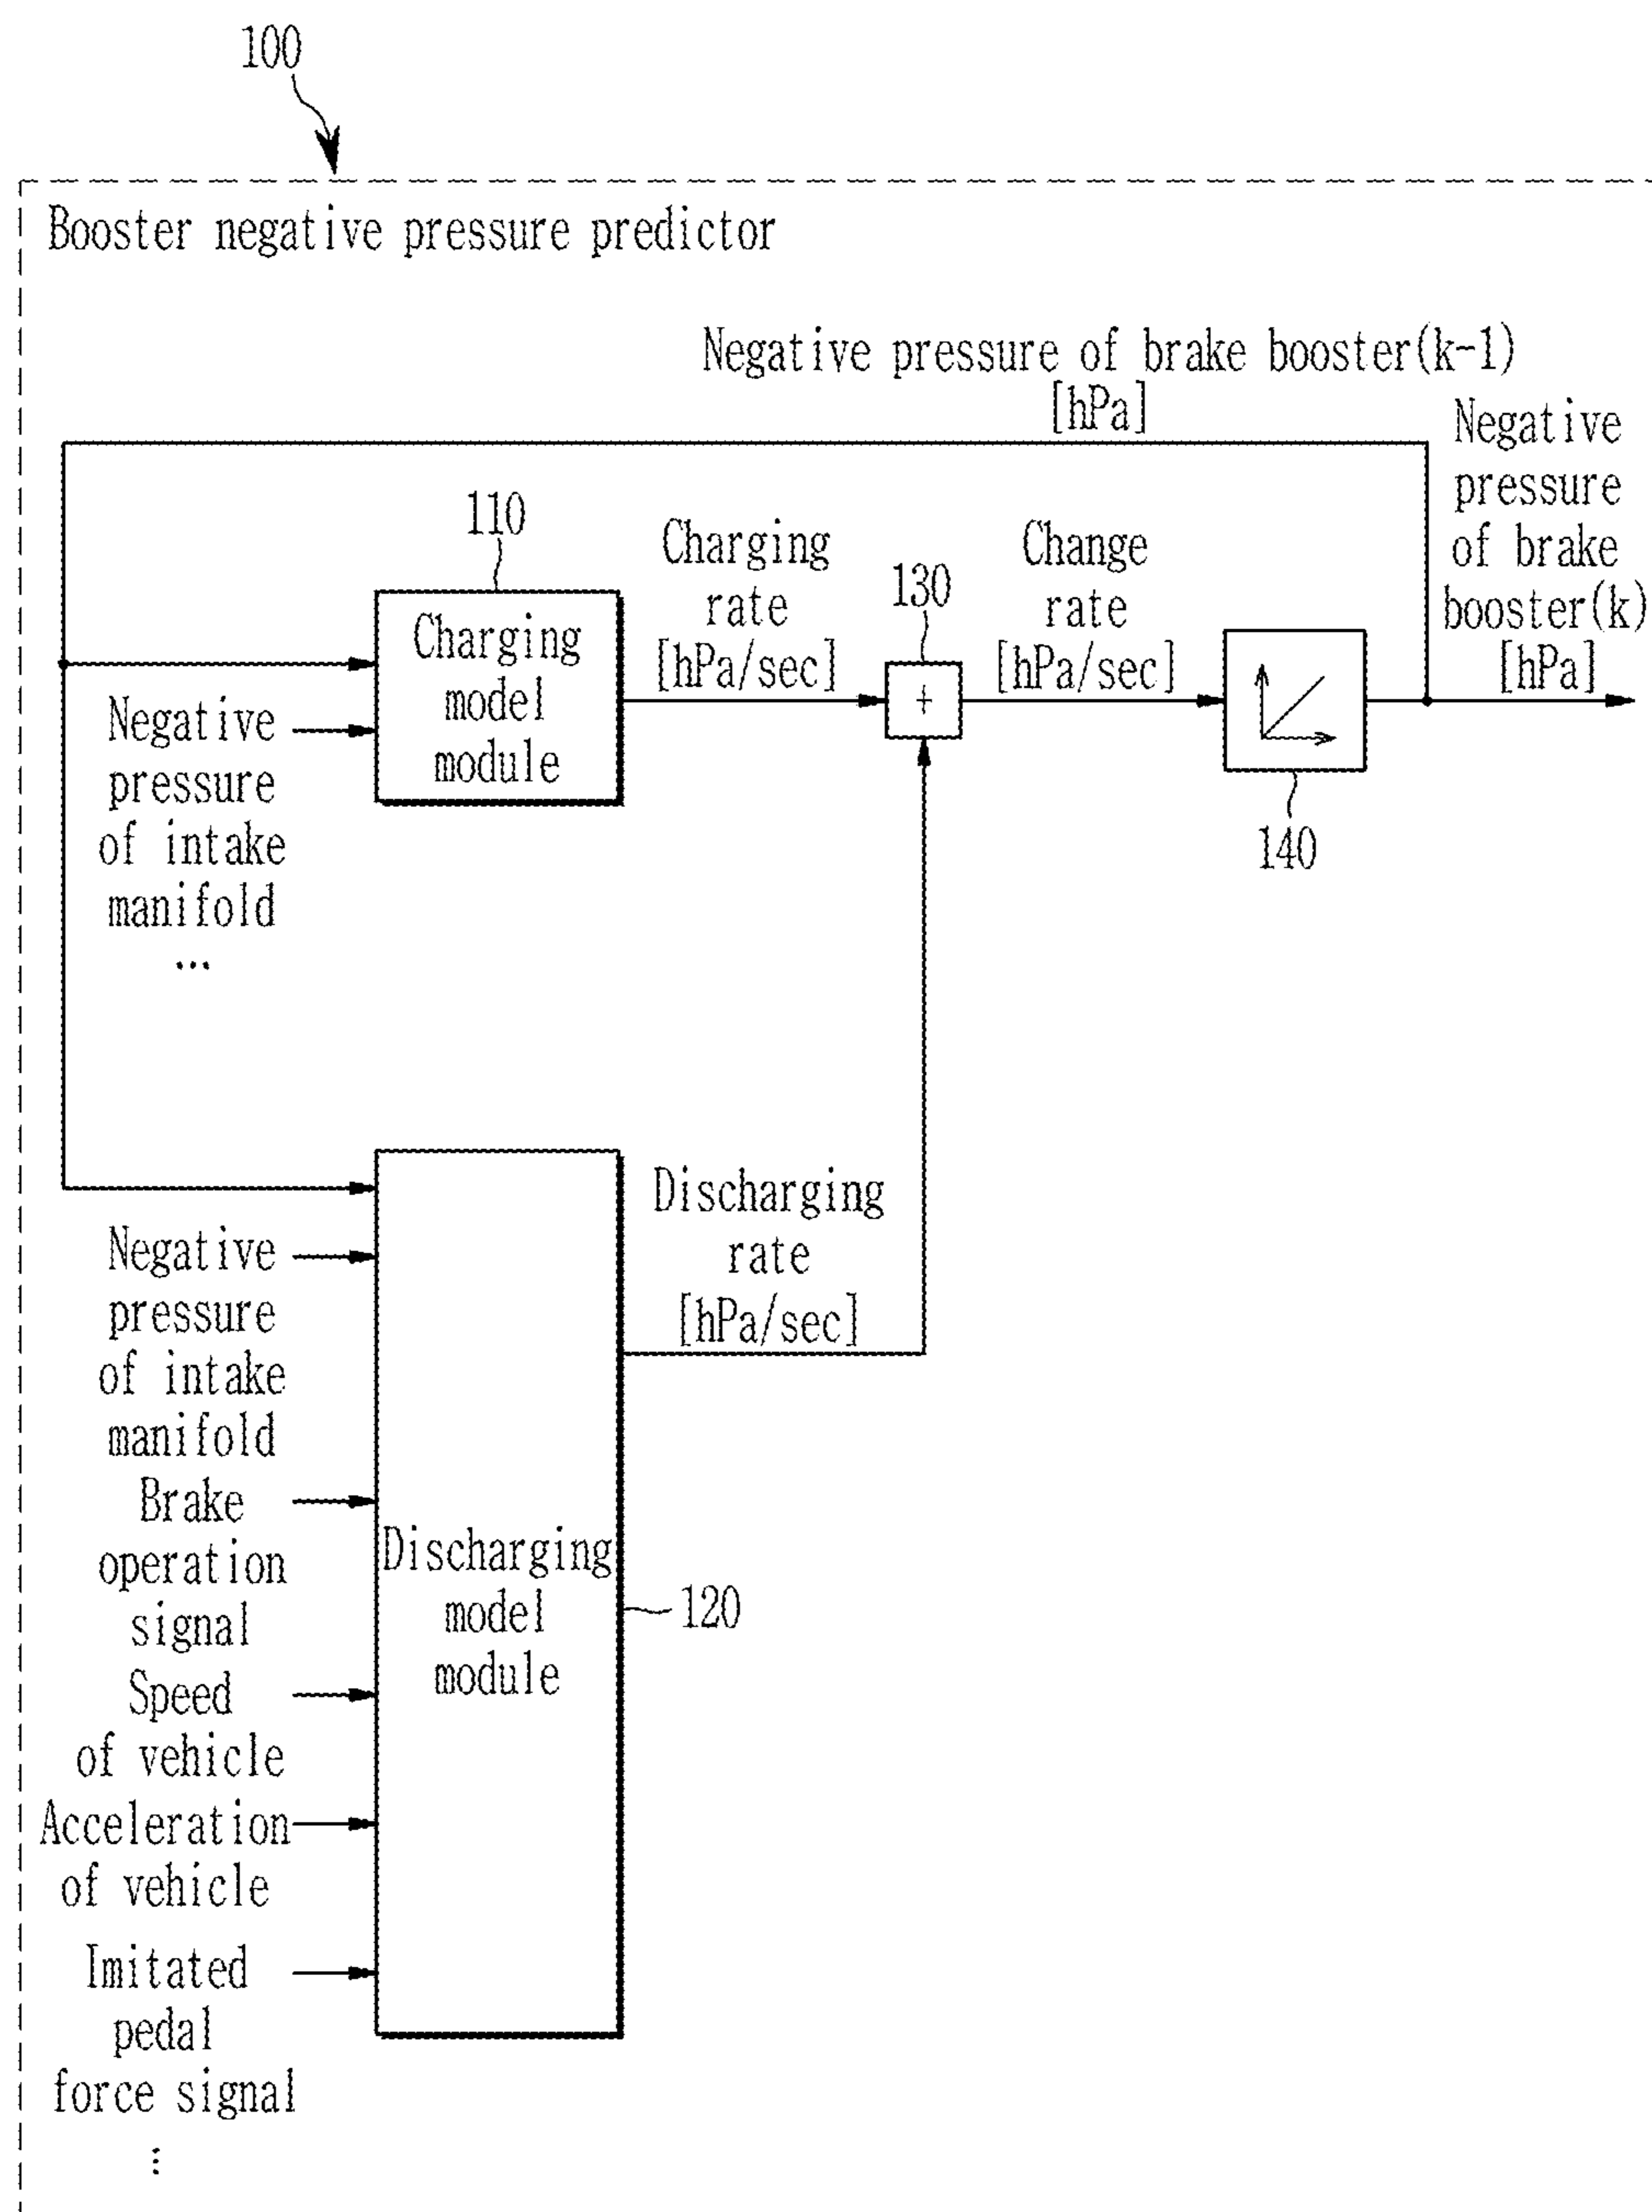 100
Booster negative pressure predictor
Negative pressure of brake booster(k-1)
[hPa]
Negative
pressure
of brake
booster(k)
[hPa]
110
Charging
model
module
Charging
rate
[hPa/sec]
130
+
Change
rate
[hPa/sec]
140
Negative
pressure
of intake
manifold
...
Discharging
rate
[hPa/sec]
Negative
pressure
of intake
manifold
Brake
operation
signal
Speed
of vehicle
Acceleration
of vehicle
Imitated
pedal
force signal
⋮
Discharging
model
module
120